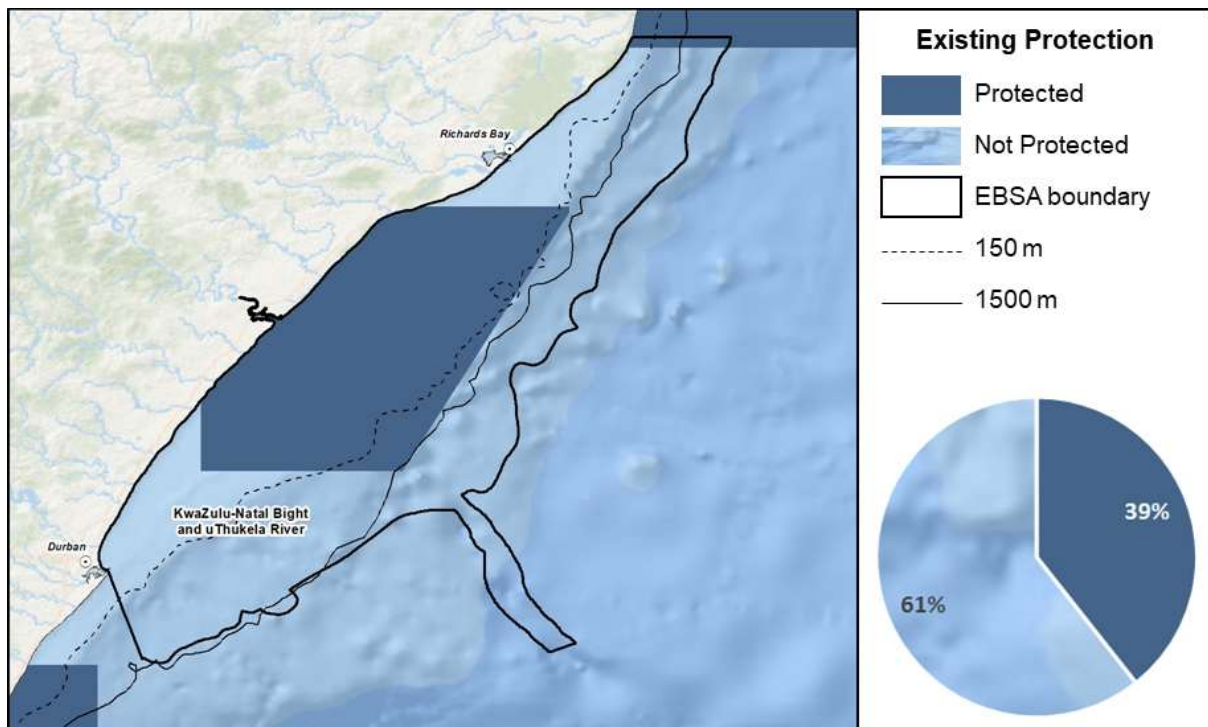 Richards Bay
KwaZulu-Natal Bight
and uThukela River
Durban
Existing Protection
Protected
Not Protected
EBSA boundary
150 m
1500 m
39%
61%